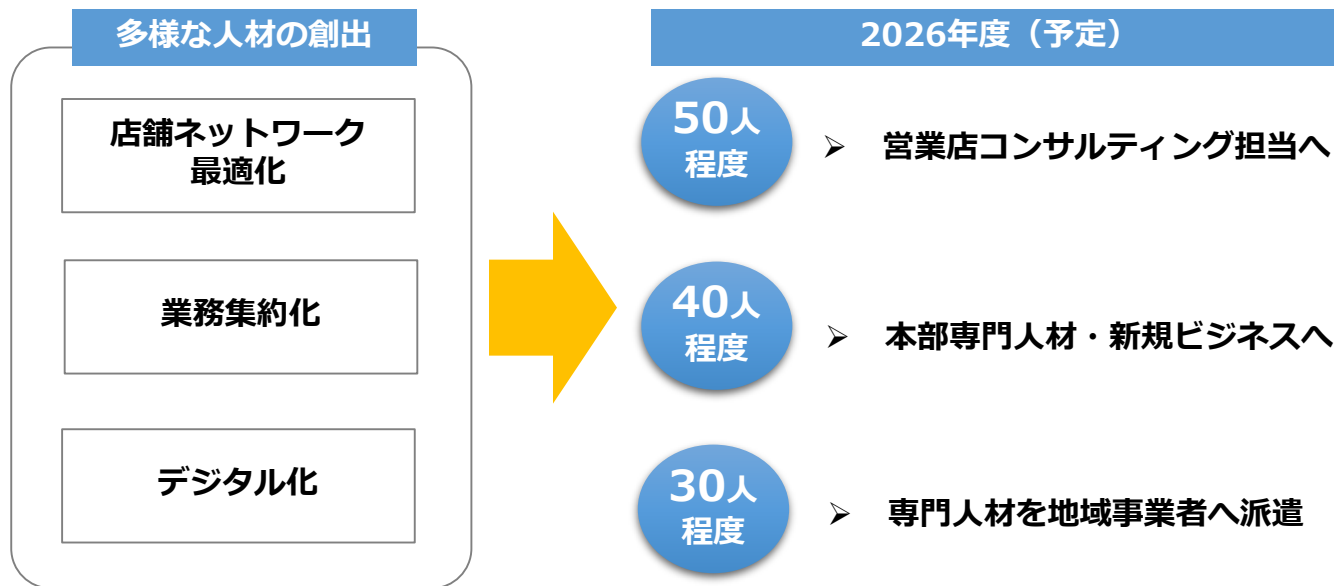 多様な人材の創出
店舗ネットワーク
最適化
業務集約化
デジタル化
2026年度（予定）
50人
程度
➢ 営業店コンサルティング担当へ
40人
程度
➢ 本部専門人材・新規ビジネスへ
30人
程度
➢ 専門人材を地域事業者へ派遣